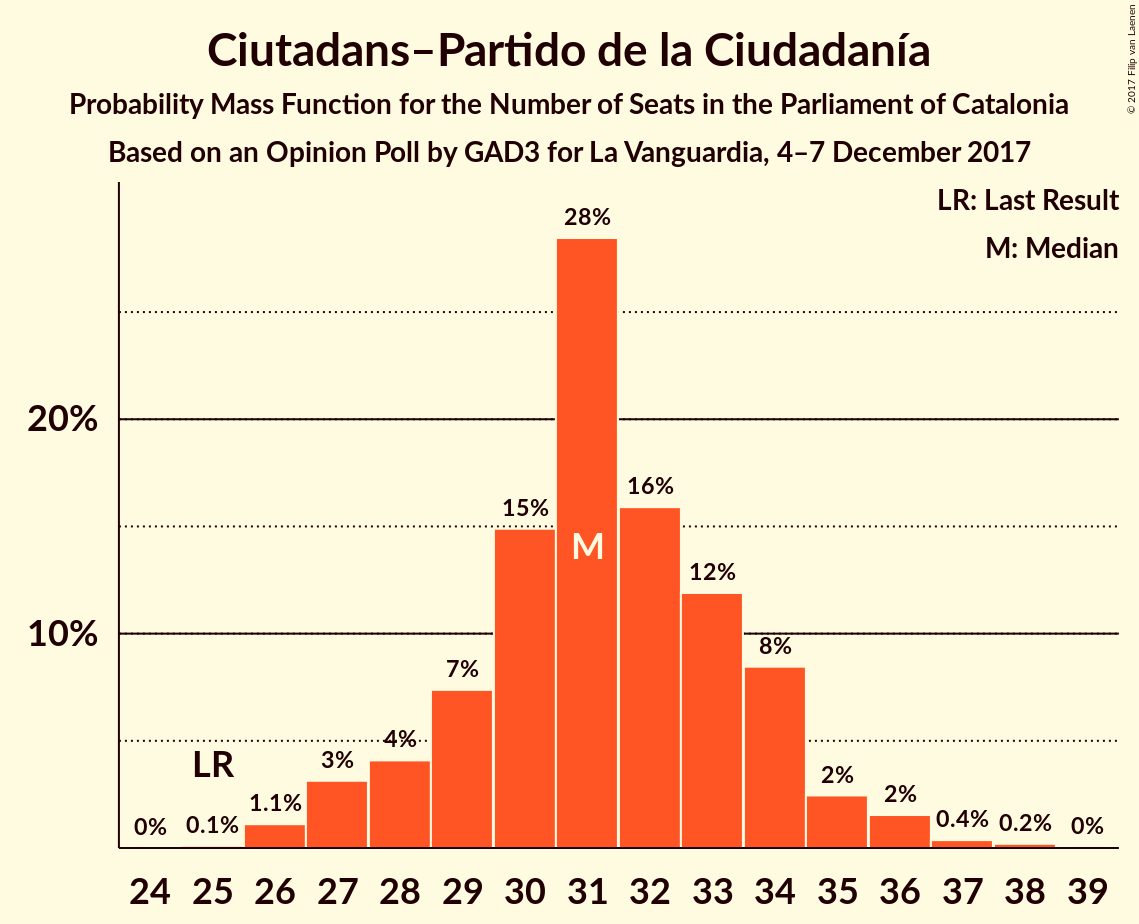 Ciutadans–Partido de la Ciudadanía
Probability Mass Function for the Number of Seats in the Parliament of Catalonia
Based on an Opinion Poll by GAD3 for La Vanguardia, 4–7 December 2017
© 2017 Filip van Laenen
LR: Last Result
M: Median
28%
20%
16%
15%
M
12%
10%
8%
7%
4%
LR
3%
2%
2%
1.1%
0.4%
0.2%
0%
0.1%
0%
24 25 26 27 28 29 30 31 32 33 34 35 36 37 38 39